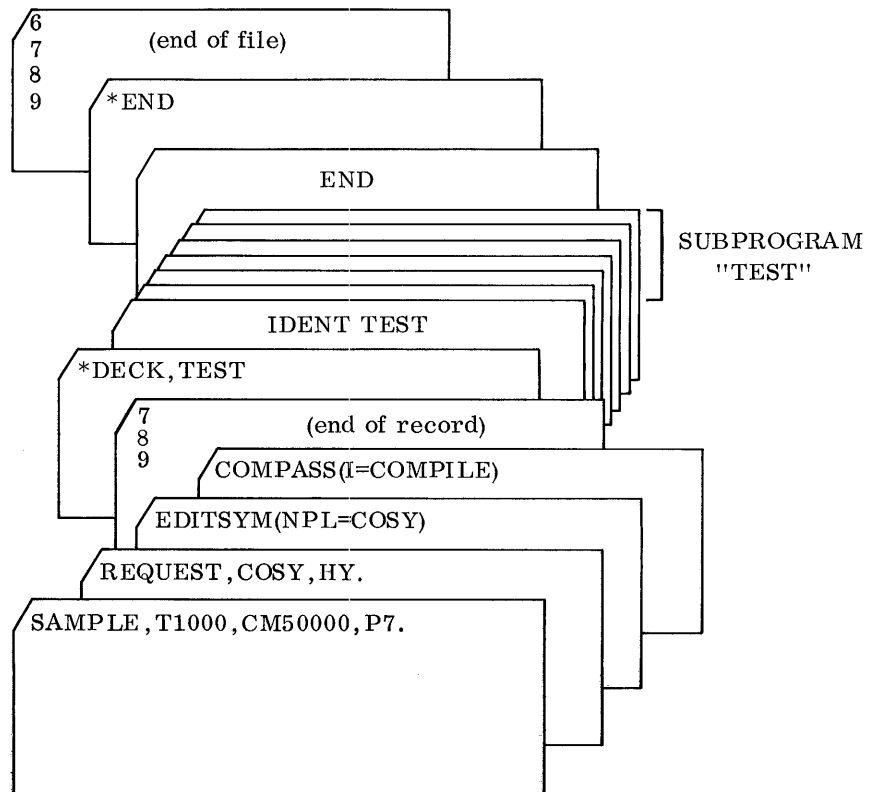 6
7
8
9
(end of file)
*END
END
SUBPROGRAM
"TEST"
IDENT TEST
*DECK,TEST
7
8
9
(end of record)
COMPASS(I=COMPILE)
EDITSYM(NPL=COSY)
REQUEST,COSY,HY.
SAMPLE,T1000,CM50000,P7.